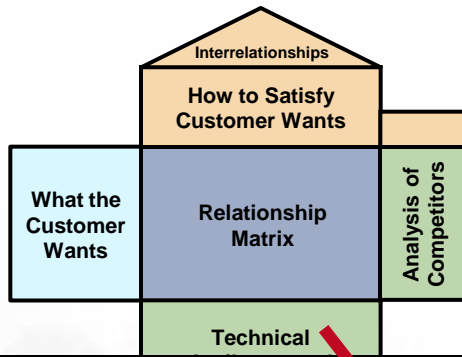 Interrelationships
How to Satisfy
Customer Wants
What the
Customer
Wants
Relationship
Matrix
Analysis of
Competitors
Technical